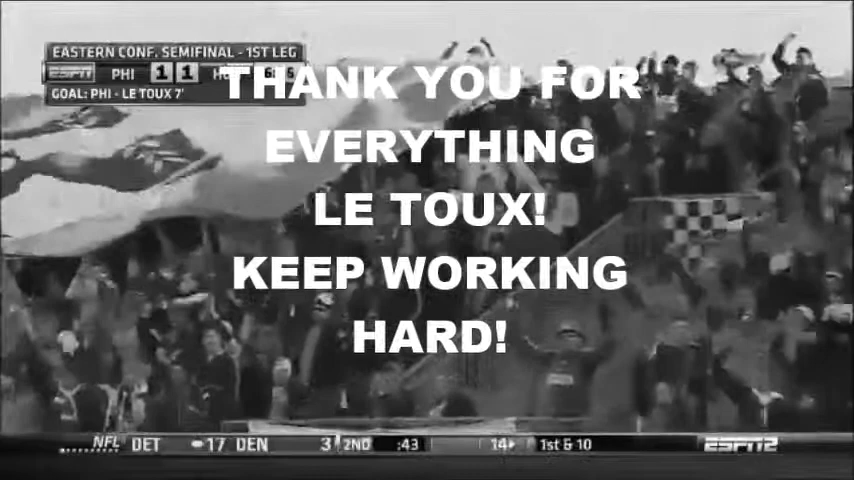 EASTERN CONF. SEMIFINAL - 1ST LEG
ESPN PHI 1 1
GOAL: PHI - LE TOUX 7'
THANK YOU FOR
EVERYTHING
LE TOUX!
KEEP WORKING
HARD!
NFL DET 17 DEN 3 2ND :43 14 1st & 10 ESPN2